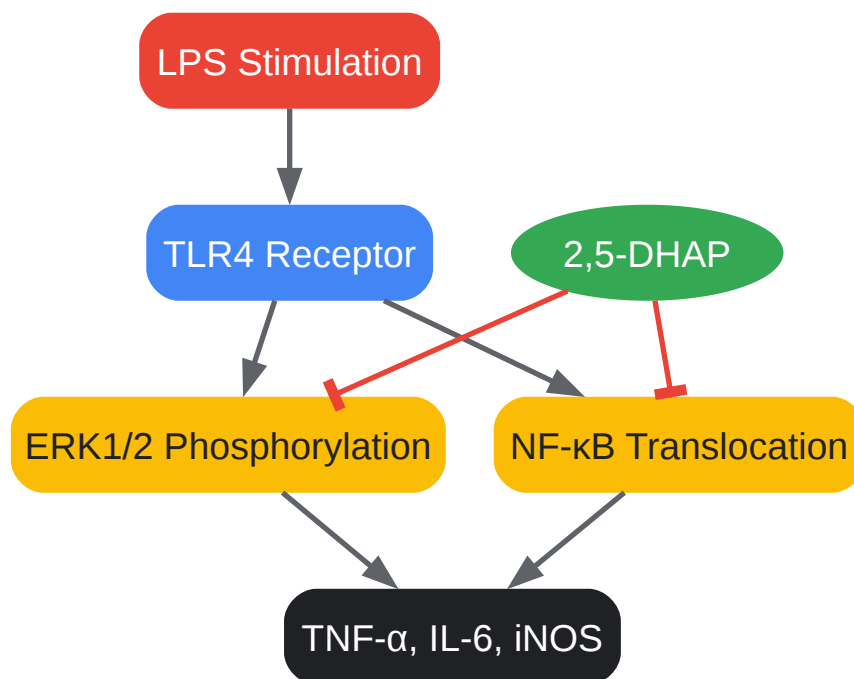 LPS Stimulation
TLR4 Receptor
2,5-DHAP
ERK1/2 Phosphorylation
NF-κB Translocation
TNF-α, IL-6, iNOS